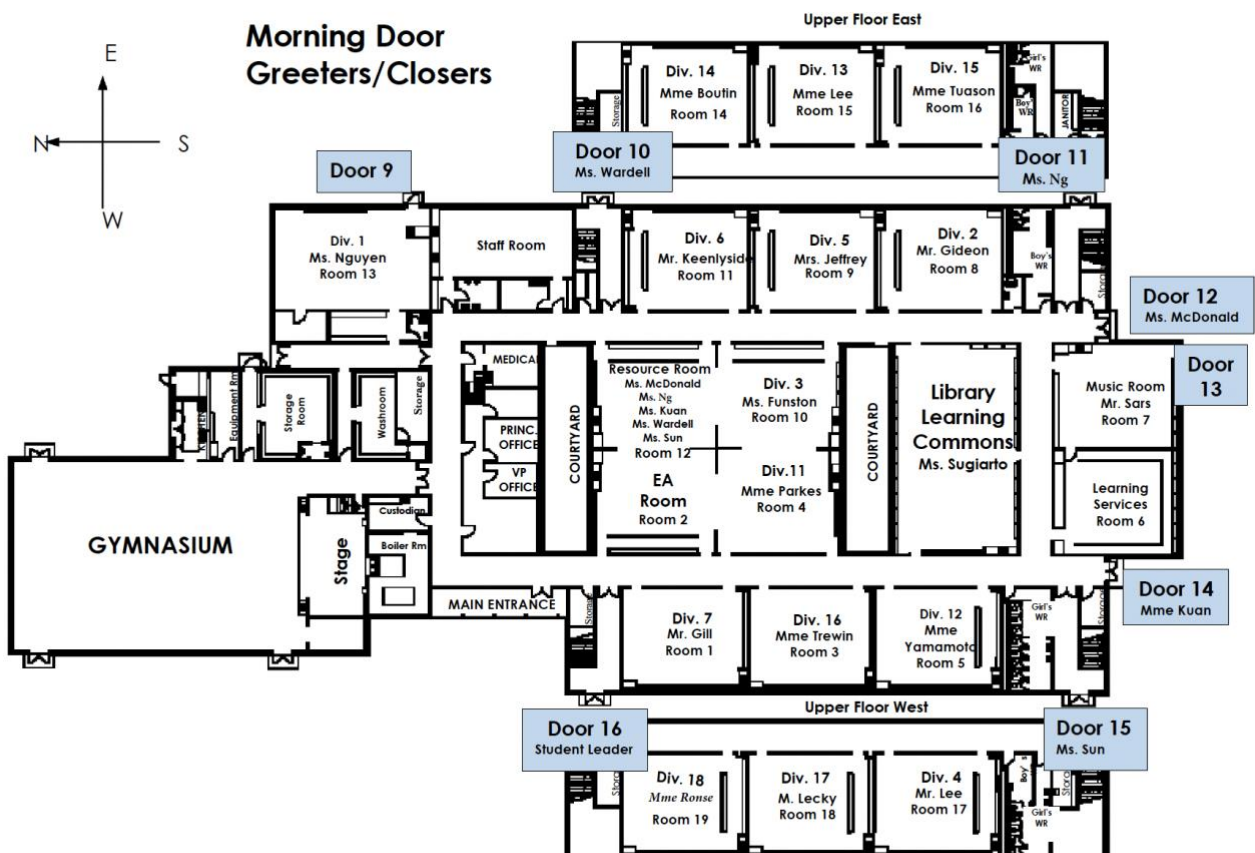 Upper Floor East
Morning Door
Greeters/Closers
E
N
S
W
Div. 14
Mme Boutin
Room 14
Div. 13
Mme Lee
Room 15
Div. 15
Mme Tuason
Room 16
Storage
Girl's
WR
Boy's
WR
JANITOR
Door 9
Door 10
Ms. Wardell
Door 11
Ms. Ng
Div. 1
Ms. Nguyen
Room 13
Staff Room
Div. 6
Mr. Keenlyside
Room 11
Div. 5
Mrs. Jeffrey
Room 9
Div. 2
Mr. Gideon
Room 8
Boy's
WR
Storage
Door 12
Ms. McDonald
Door
13
KITCHEN
Equipment Rm
Storage
Room
Washroom
Storage
MEDICAL
PRINC.
OFFICE
VP
OFFICE
COURTYARD
Resource Room
Ms. McDonald
Ms. Ng
Ms. Kuan
Ms. Wardell
Ms. Sun
Room 12
EA
Room
Room 2
Div. 3
Ms. Funston
Room 10
Div.11
Mme Parkes
Room 4
COURTYARD
Library
Learning
Commons
Ms. Sugiarto
Music Room
Mr. Sars
Room 7
Learning
Services
Room 6
GYMNASIUM
Stage
Custodian
Boiler Rm
MAIN ENTRANCE
Storage
Div. 7
Mr. Gill
Room 1
Div. 16
Mme Trewin
Room 3
Div. 12
Mme
Yamamoto
Room 5
Girl's
WR
Storage
Door 14
Mme Kuan
Upper Floor West
Door 16
Student Leader
Door 15
Ms. Sun
Storage
Div. 18
Mme Ronse
Room 19
Div. 17
M. Lecky
Room 18
Div. 4
Mr. Lee
Room 17
Boy's
Storage
Girl's
WR